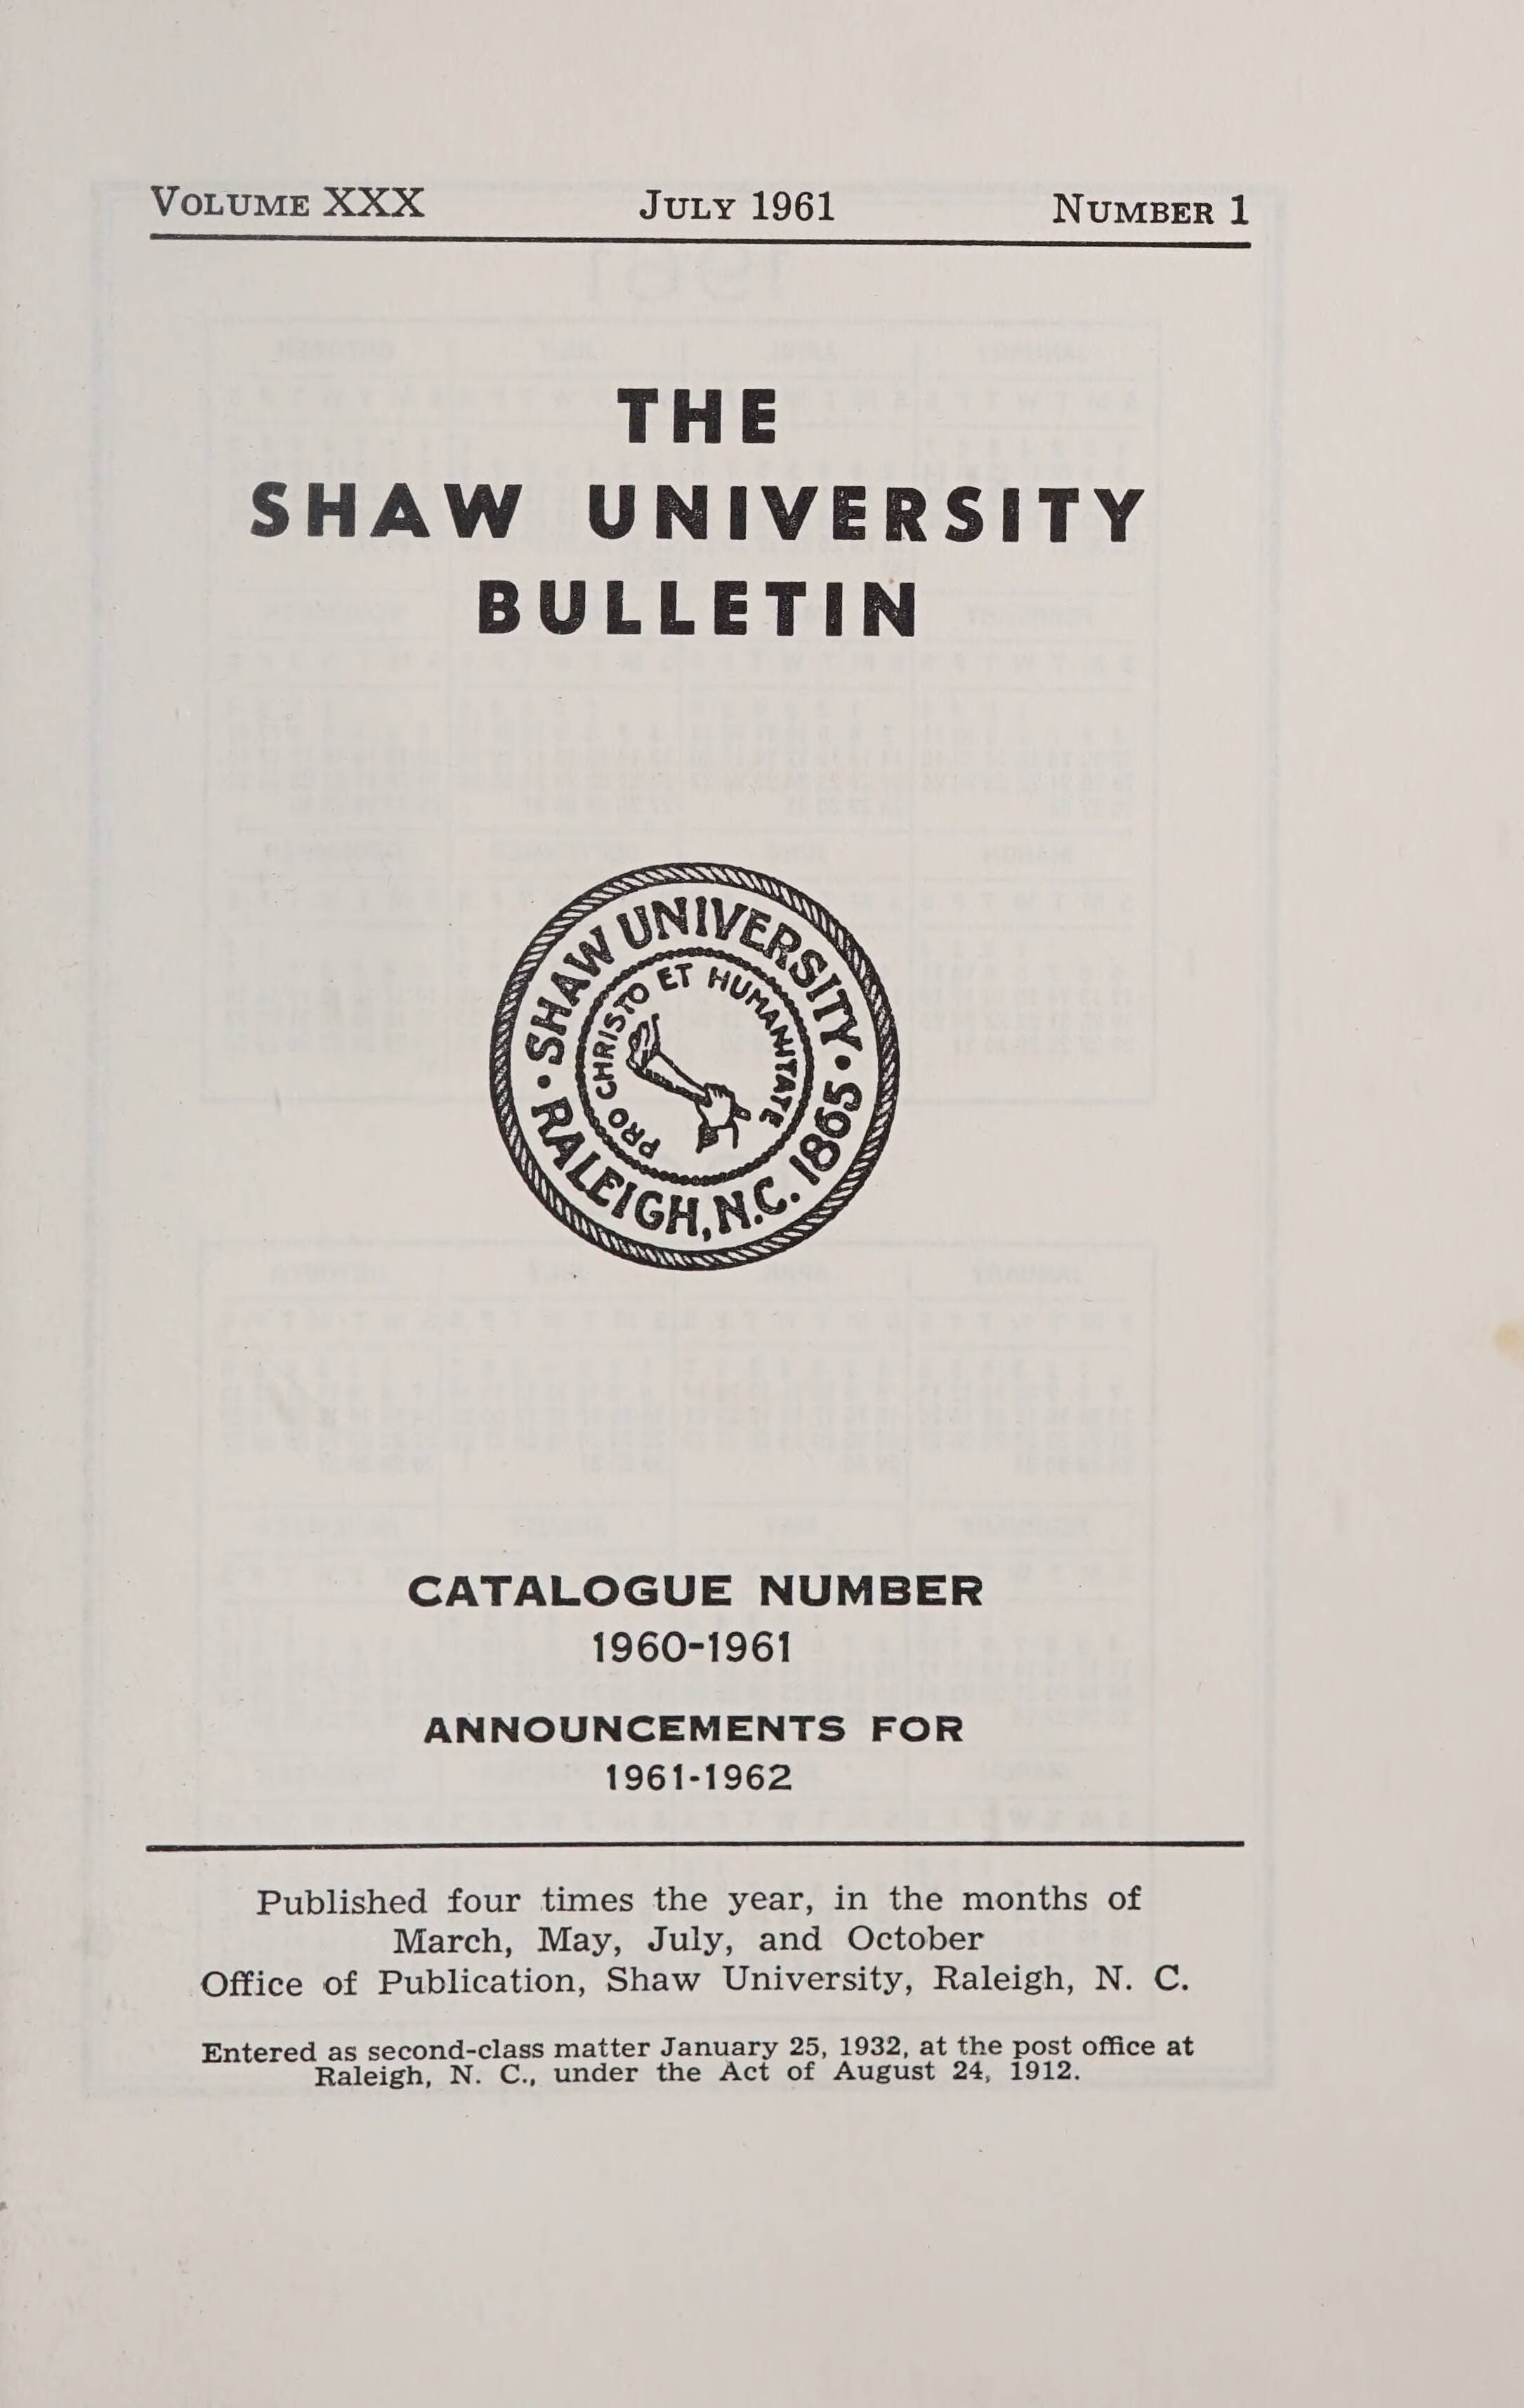 VOLUME XXX JULY 1961 NUMBER 1
THE
SHAW UNIVERSITY
BULLETIN
· SHAW UNIVERSITY ·
RALEIGH, N.C. 1865
PRO CHRISTO ET HUMANITATE
CATALOGUE NUMBER
1960-1961
ANNOUNCEMENTS FOR
1961-1962
Published four times the year, in the months of
March, May, July, and October
Office of Publication, Shaw University, Raleigh, N. C.
Entered as second-class matter January 25, 1932, at the post office at
Raleigh, N. C., under the Act of August 24, 1912.